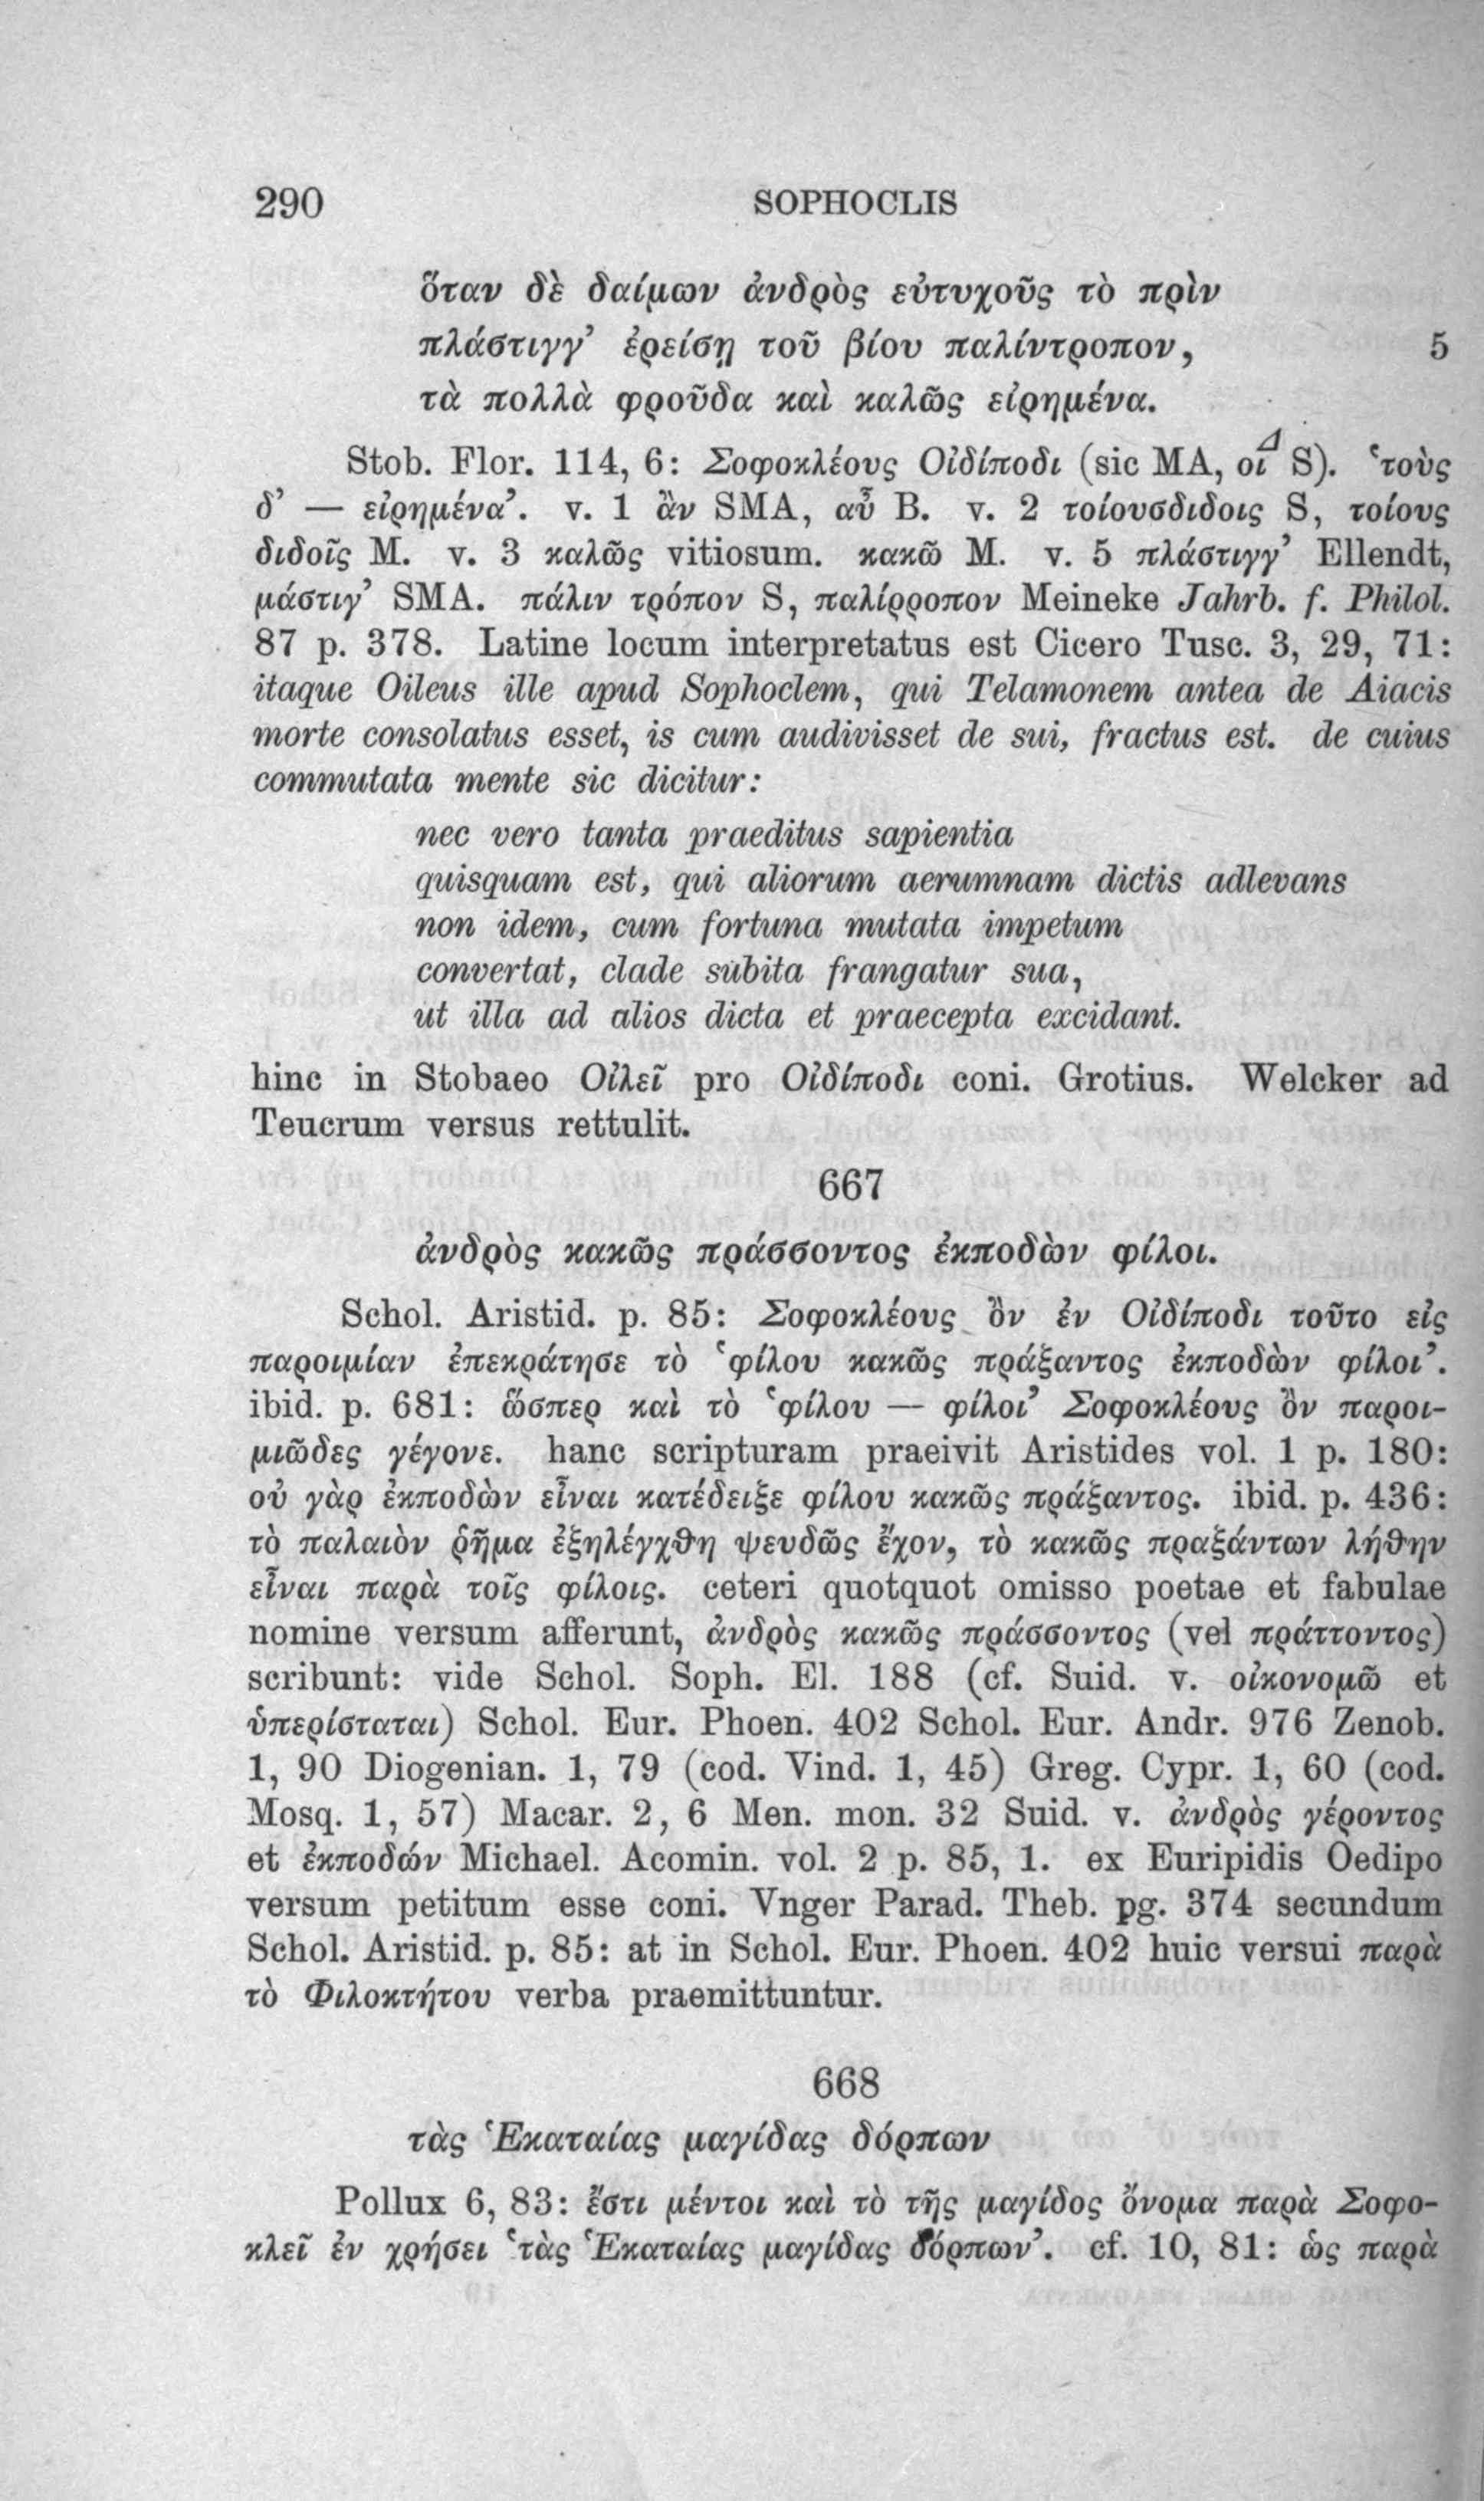 290 SOPHOCLIS
ὅταν δὲ δαίμων ἀνδρὸς εὐτυχοῦς τὸ πρὶν
πλάστιγγ’ ἐρείσῃ τοῦ βίου παλίντροπον, 5
τὰ πολλὰ φροῦδα καὶ καλῶς εἰρημένα.
Stob. Flor. 114, 6: Σοφοκλέους Οἰδίποδι (sic MA, οἰ Δ S). ‘τοὺς
δ’ — εἰρημένα’. v. 1 ἂν SMA, αὖ B. v. 2 τοίουσδιδοις S, τοίους
διδοῖς M. v. 3 καλῶς vitiosum. κακῶ M. v. 5 πλάστιγγ’ Ellendt,
μάστιγ’ SMA. πάλιν τρόπον S, παλίρροπον Meineke Jahrb. f. Philol.
87 p. 378. Latine locum interpretatus est Cicero Tusc. 3, 29, 71:
itaque Oileus ille apud Sophoclem, qui Telamonem antea de Aiacis
morte consolatus esset, is cum audivisset de sui, fractus est. de cuius
commutata mente sic dicitur:
nec vero tanta praeditus sapientia
quisquam est, qui aliorum aerumnam dictis adlevans
non idem, cum fortuna mutata impetum
convertat, clade subita frangatur sua,
ut illa ad alios dicta et praecepta excidant.
hinc in Stobaeo Οἰλεῖ pro Οἰδίποδι coni. Grotius. Welcker ad
Teucrum versus rettulit.
667
ἀνδρὸς κακῶς πράσσοντος ἐκποδὼν φίλοι.
Schol. Aristid. p. 85: Σοφοκλέους ὂν ἐν Οἰδίποδι τοῦτο εἰς
παροιμίαν ἐπεκράτησε τὸ ‘φίλου κακῶς πράξαντος ἐκποδὼν φίλοι’.
ibid. p. 681: ὥσπερ καὶ τὸ ‘φίλου — φίλοι’ Σοφοκλέους ὂν παροι-
μιῶδες γέγονε. hanc scripturam praeivit Aristides vol. 1 p. 180:
οὐ γὰρ ἐκποδὼν εἶναι κατέδειξε φίλου κακῶς πράξαντος. ibid. p. 436:
τὸ παλαιὸν ῥῆμα ἐξηλέγχθη ψευδῶς ἔχον, τὸ κακῶς πραξάντων λήθην
εἶναι παρὰ τοῖς φίλοις. ceteri quotquot omisso poetae et fabulae
nomine versum afferunt, ἀνδρὸς κακῶς πράσσοντος (vel πράττοντος)
scribunt: vide Schol. Soph. El. 188 (cf. Suid. v. οἰκονομῶ et
ὑπερίσταται) Schol. Eur. Phoen. 402 Schol. Eur. Andr. 976 Zenob.
1, 90 Diogenian. 1, 79 (cod. Vind. 1, 45) Greg. Cypr. 1, 60 (cod.
Mosq. 1, 57) Macar. 2, 6 Men. mon. 32 Suid. v. ἀνδρὸς γέροντος
et ἐκποδών Michael. Acomin. vol. 2 p. 85, 1. ex Euripidis Oedipo
versum petitum esse coni. Vnger Parad. Theb. pg. 374 secundum
Schol. Aristid. p. 85: at in Schol. Eur. Phoen. 402 huic versui παρὰ
τὸ Φιλοκτήτου verba praemittuntur.
668
τὰς Ἑκαταίας μαγίδας δόρπων
Pollux 6, 83: ἔστι μέντοι καὶ τὸ τῆς μαγίδος ὄνομα παρὰ Σοφο-
κλεῖ ἐν χρήσει ‘τὰς Ἑκαταίας μαγίδας δόρπων’. cf. 10, 81: ὡς παρὰ